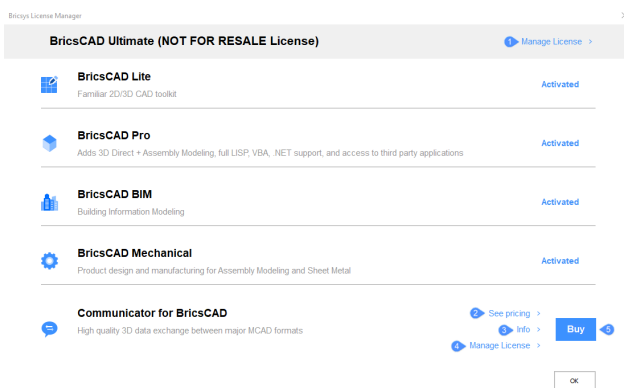 Bricsys License Manager
BricsCAD Ultimate (NOT FOR RESALE License)
1 Manage License >
BricsCAD Lite
Familiar 2D/3D CAD toolkit
Activated
BricsCAD Pro
Adds 3D Direct + Assembly Modeling, full LISP, VBA, .NET support, and access to third party applications
Activated
BricsCAD BIM
Building Information Modeling
Activated
BricsCAD Mechanical
Product design and manufacturing for Assembly Modeling and Sheet Metal
Activated
Communicator for BricsCAD
High quality 3D data exchange between major MCAD formats
2 See pricing >
3 Info >
4 Manage License >
Buy 5
OK